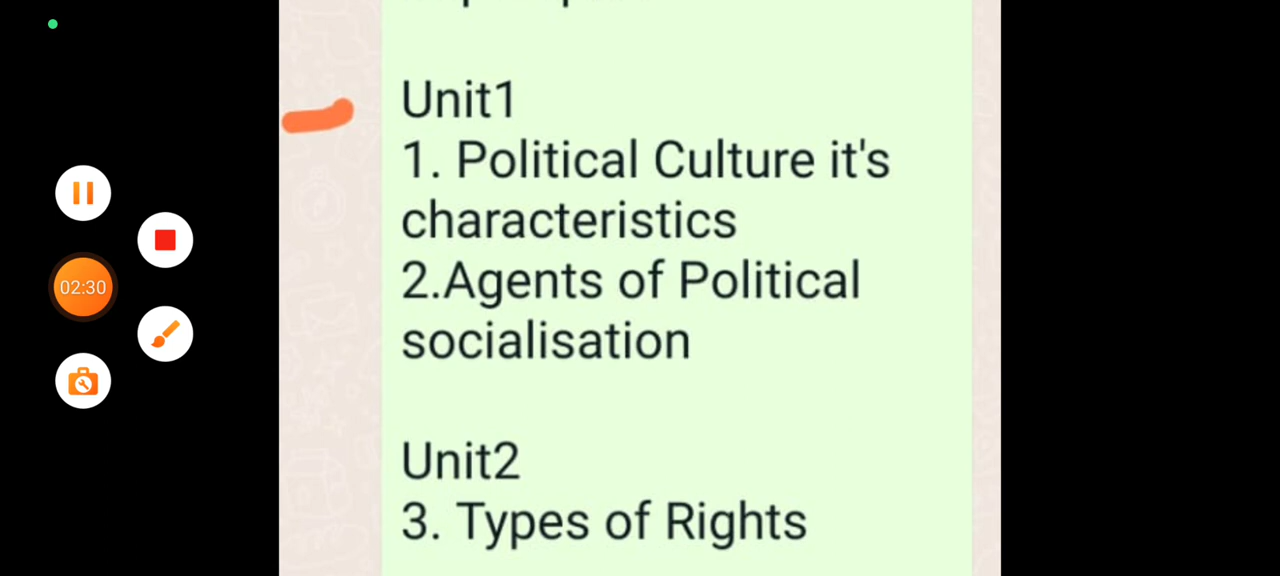 Unit1
1. Political Culture it's
characteristics
2.Agents of Political
socialisation
Unit2
3. Types of Rights
02:30